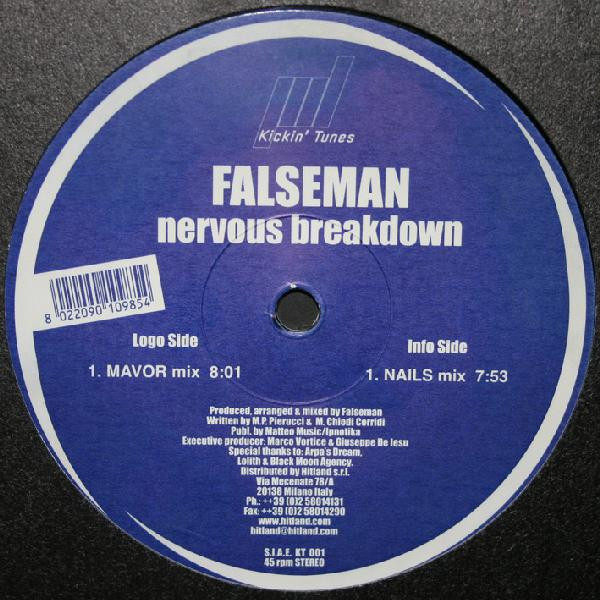 Kickin' Tunes
FALSEMAN
nervous breakdown
8 022090 109854
Logo Side
1. MAVOR mix 8:01
Info Side
1. NAILS mix 7:53
Produced, arranged & mixed by Falseman
Written by M.P. Pierucci & M. Chiodi Corridi
Publ. by Matteo Music/Ipnotika
Executive producer: Marco Vortice & Giuseppe De Iesu
Special thanks to: Arpa's Dream,
Lolith & Black Moon Agency.
Distributed by Hitland s.r.l.
Via Mecenate 78/A
20138 Milano Italy
Ph.: ++39 (0)2 58014131
Fax: ++39 (0)2 58014290
www.hitland.com
hitland@hitland.com
S.I.A.E. KT 001
45 rpm STEREO